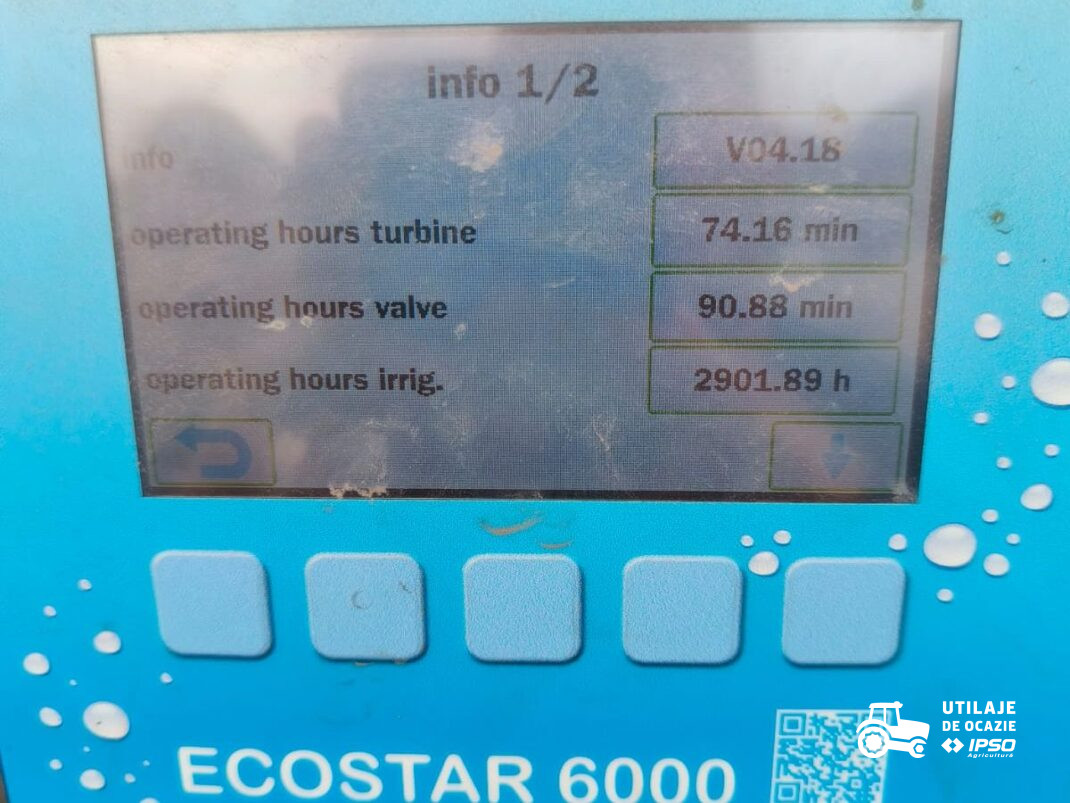 info 1/2
info V04.18
operating hours turbine 74.16 min
operating hours valve 90.88 min
operating hours irrig. 2901.89 h
ECOSTAR 6000
UTILAJE
DE OCAZIE
IPSO
Agricultură